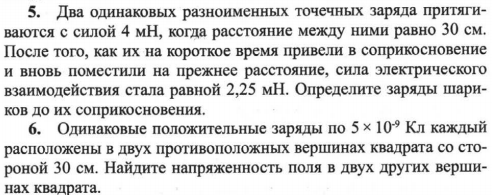 5. Два одинаковых разноименных точечных заряда притяги-
ваются с силой 4 мН, когда расстояние между ними равно 30 см.
После того, как их на короткое время привели в соприкосновение
и вновь поместили на прежнее расстояние, сила электрического
взаимодействия стала равной 2,25 мН. Определите заряды шари-
ков до их соприкосновения.
6. Одинаковые положительные заряды по 5 × 10⁻⁹ Кл каждый
расположены в двух противоположных вершинах квадрата со сто-
роной 30 см. Найдите напряженность поля в двух других верши-
нах квадрата.